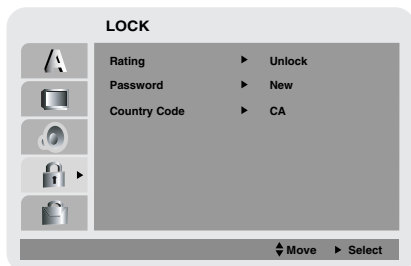 LOCK
A
Rating ► Unlock
Password ► New
Country Code ► CA
Move ► Select